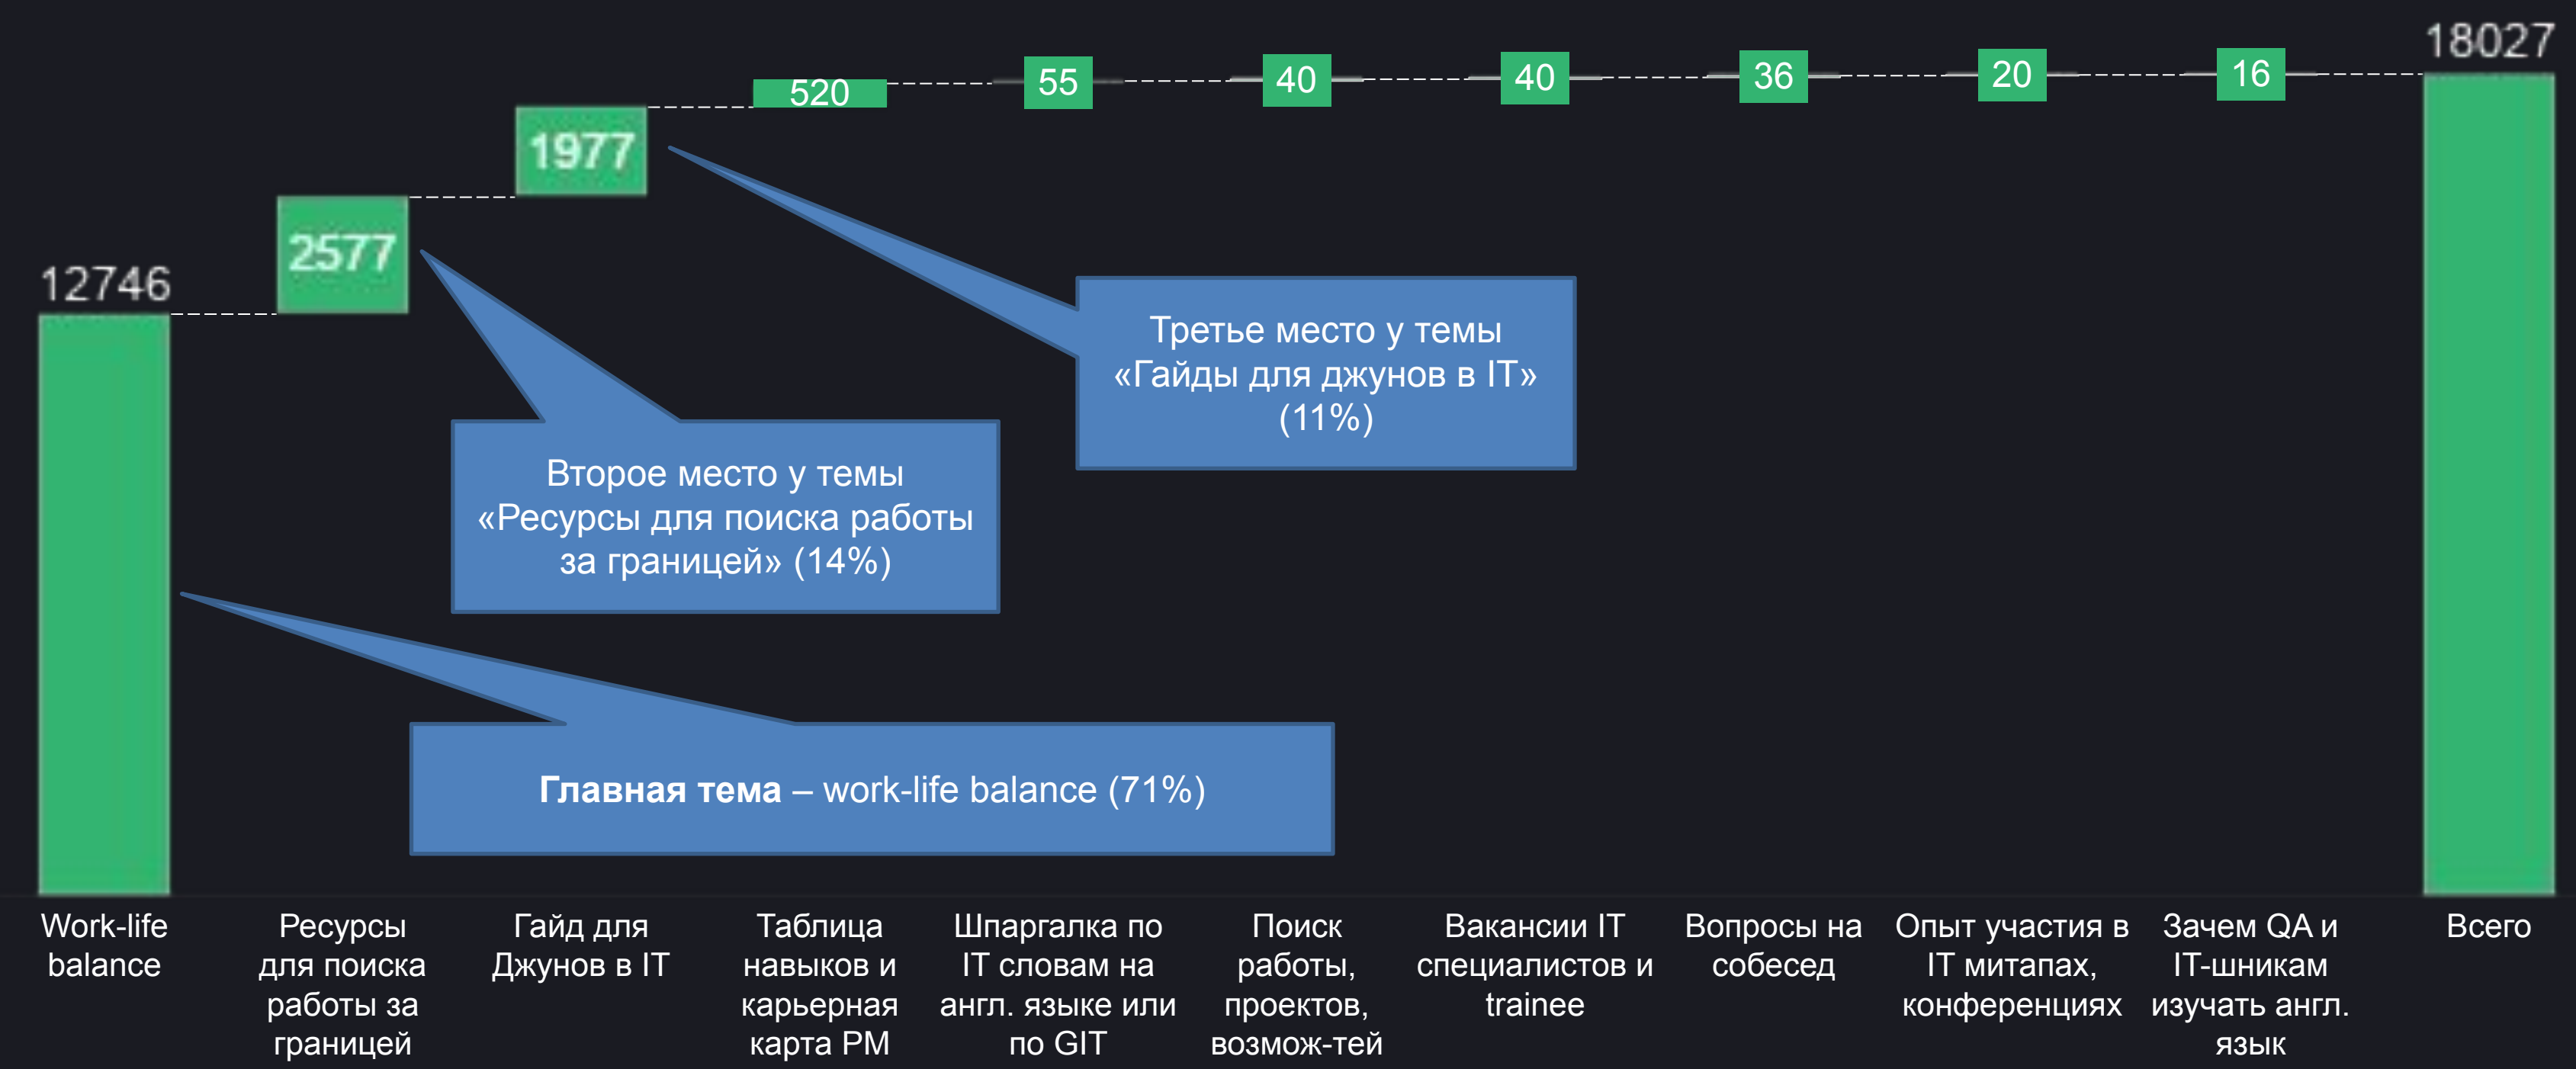 18027
55
40
40
36
20
16
520
1977
2577
12746
Третье место у темы
«Гайды для джунов в IT»
(11%)
Второе место у темы
«Ресурсы для поиска работы
за границей» (14%)
Главная тема – work-life balance (71%)
Work-life
balance
Ресурсы
для поиска
работы за
границей
Гайд для
Джунов в IT
Таблица
навыков и
карьерная
карта PM
Шпаргалка по
IT словам на
англ. языке или
по GIT
Поиск
работы,
проектов,
возмож-тей
Вакансии IT
специалистов и
trainee
Вопросы на
собесед
Опыт участия в
IT митапах,
конференциях
Зачем QA и
IT-шникам
изучать англ.
язык
Всего